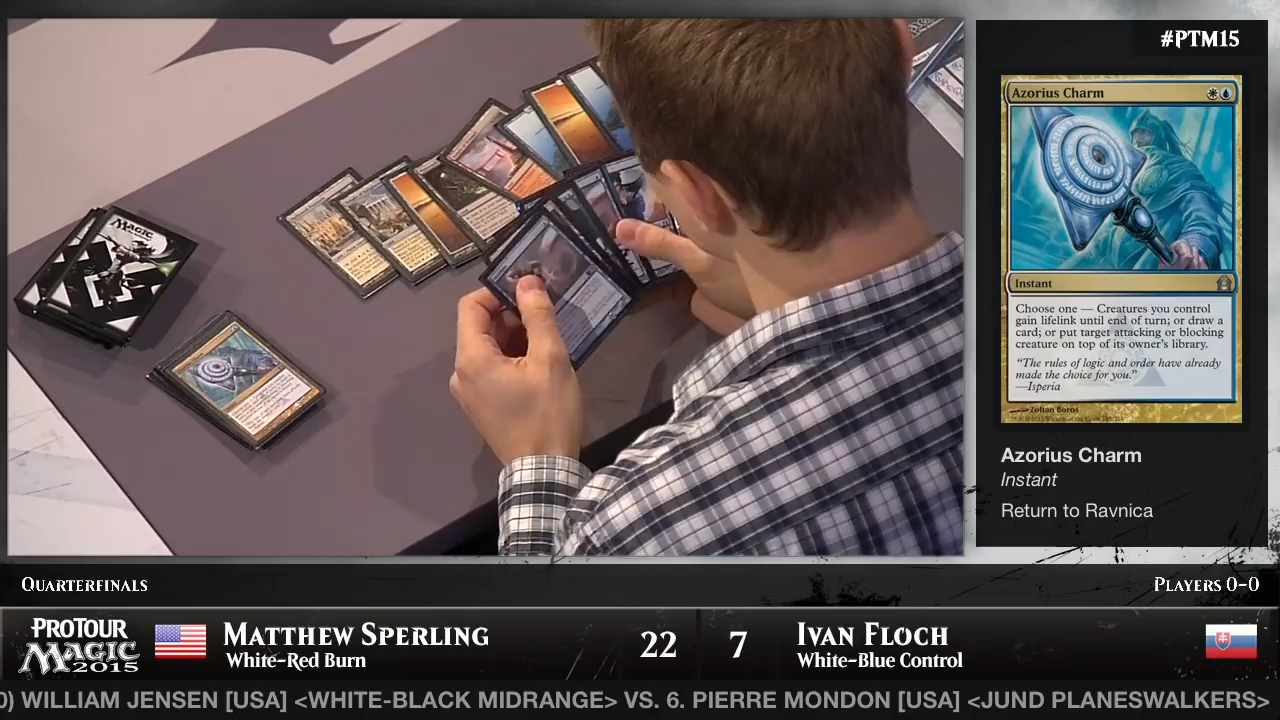 #PTM15
Azorius Charm
Instant
Choose one — Creatures you control
gain lifelink until end of turn; or draw a
card; or put target attacking or blocking
creature on top of its owner's library.
"The rules of logic and order have already
made the choice for you."
—Isperia
Zoltan Boros
Azorius Charm
Instant
Return to Ravnica
MAGIC
QUARTERFINALS
PLAYERS 0-0
PROTOUR
MAGIC
2015
MATTHEW SPERLING
White-Red Burn
22
7
IVAN FLOCH
White-Blue Control
0) WILLIAM JENSEN [USA] <WHITE-BLACK MIDRANGE> VS. 6. PIERRE MONDON [USA] <JUND PLANESWALKERS>